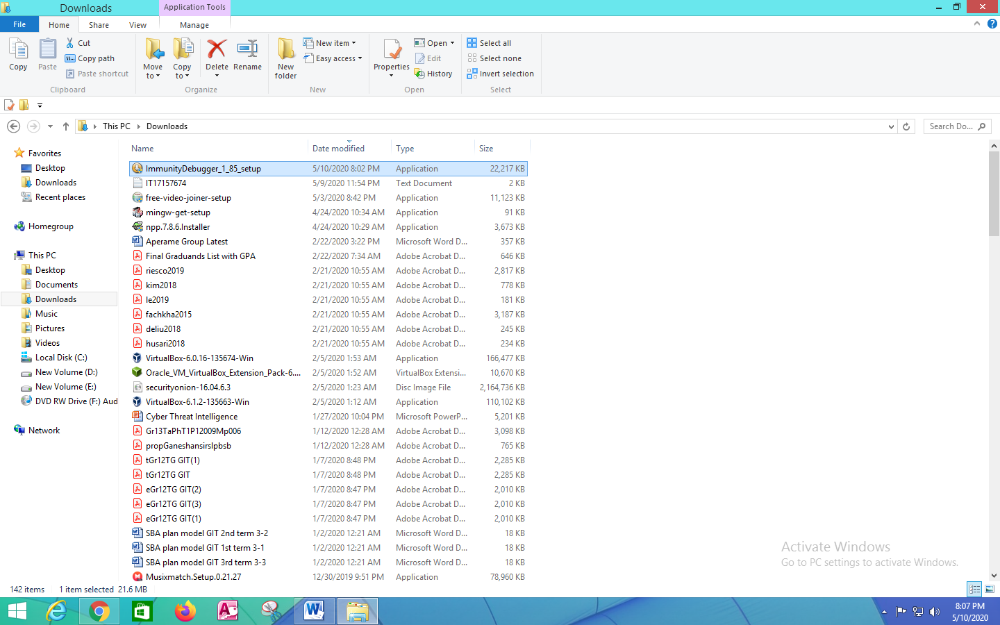 Downloads
Application Tools
File
Home
Share
View
Manage
Copy
Paste
Cut
Copy path
Paste shortcut
Clipboard
Move to
Copy to
Delete
Rename
Organize
New folder
New item
Easy access
New
Properties
Open
Edit
History
Open
Select all
Select none
Invert selection
Select
This PC
Downloads
Search Do...
Favorites
Desktop
Downloads
Recent places
Homegroup
This PC
Desktop
Documents
Downloads
Music
Pictures
Videos
Local Disk (C:)
New Volume (D:)
New Volume (E:)
DVD RW Drive (F:) Aud
Network
Name Date modified Type Size
ImmunityDebugger_1_85_setup 5/10/2020 8:02 PM Application 22,217 KB
IT17157674 5/9/2020 11:54 PM Text Document 2 KB
free-video-joiner-setup 5/3/2020 8:42 PM Application 11,123 KB
mingw-get-setup 4/24/2020 10:34 AM Application 91 KB
npp.7.8.6.Installer 4/24/2020 10:29 AM Application 3,673 KB
Aperame Group Latest 2/22/2020 3:22 PM Microsoft Word D... 357 KB
Final Graduands List with GPA 2/22/2020 7:34 AM Adobe Acrobat D... 646 KB
riesco2019 2/21/2020 10:55 AM Adobe Acrobat D... 2,817 KB
kim2018 2/21/2020 10:55 AM Adobe Acrobat D... 778 KB
le2019 2/21/2020 10:55 AM Adobe Acrobat D... 181 KB
fachkha2015 2/21/2020 10:55 AM Adobe Acrobat D... 3,187 KB
deliu2018 2/21/2020 10:55 AM Adobe Acrobat D... 245 KB
husari2018 2/21/2020 10:55 AM Adobe Acrobat D... 234 KB
VirtualBox-6.0.16-135674-Win 2/5/2020 1:53 AM Application 166,477 KB
Oracle_VM_VirtualBox_Extension_Pack-6.... 2/5/2020 1:52 AM VirtualBox Extensi... 10,670 KB
securityonion-16.04.6.3 2/5/2020 1:23 AM Disc Image File 2,164,736 KB
VirtualBox-6.1.2-135663-Win 2/5/2020 1:12 AM Application 110,102 KB
Cyber Threat Intelligence 1/27/2020 10:04 PM Microsoft PowerP... 5,201 KB
Gr13TaPhT1P12009Mp006 1/12/2020 12:28 AM Adobe Acrobat D... 3,098 KB
propGaneshansirslpbsb 1/12/2020 12:28 AM Adobe Acrobat D... 765 KB
tGr12TG GIT(1) 1/7/2020 8:48 PM Adobe Acrobat D... 2,285 KB
tGr12TG GIT 1/7/2020 8:48 PM Adobe Acrobat D... 2,285 KB
eGr12TG GIT(2) 1/7/2020 8:47 PM Adobe Acrobat D... 2,010 KB
eGr12TG GIT(3) 1/7/2020 8:47 PM Adobe Acrobat D... 2,010 KB
eGr12TG GIT(1) 1/7/2020 8:47 PM Adobe Acrobat D... 2,010 KB
SBA plan model GIT 2nd term 3-2 1/2/2020 12:21 AM Microsoft Word D... 18 KB
SBA plan model GIT 1st term 3-1 1/2/2020 12:21 AM Microsoft Word D... 18 KB
SBA plan model GIT 3rd term 3-3 1/2/2020 12:21 AM Microsoft Word D... 18 KB
Musixmatch.Setup.0.21.27 12/30/2019 9:51 PM Application 78,960 KB
Activate Windows
Go to PC settings to activate Windows.
142 items 1 item selected 21.6 MB
8:07 PM
5/10/2020